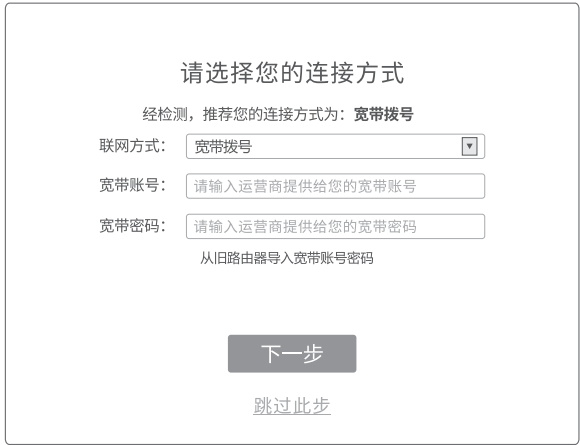 请选择您的连接方式
经检测，推荐您的连接方式为：宽带拨号
联网方式： 宽带拨号
宽带账号： 请输入运营商提供给您的宽带账号
宽带密码： 请输入运营商提供给您的宽带密码
从旧路由器导入宽带账号密码
下一步
跳过此步